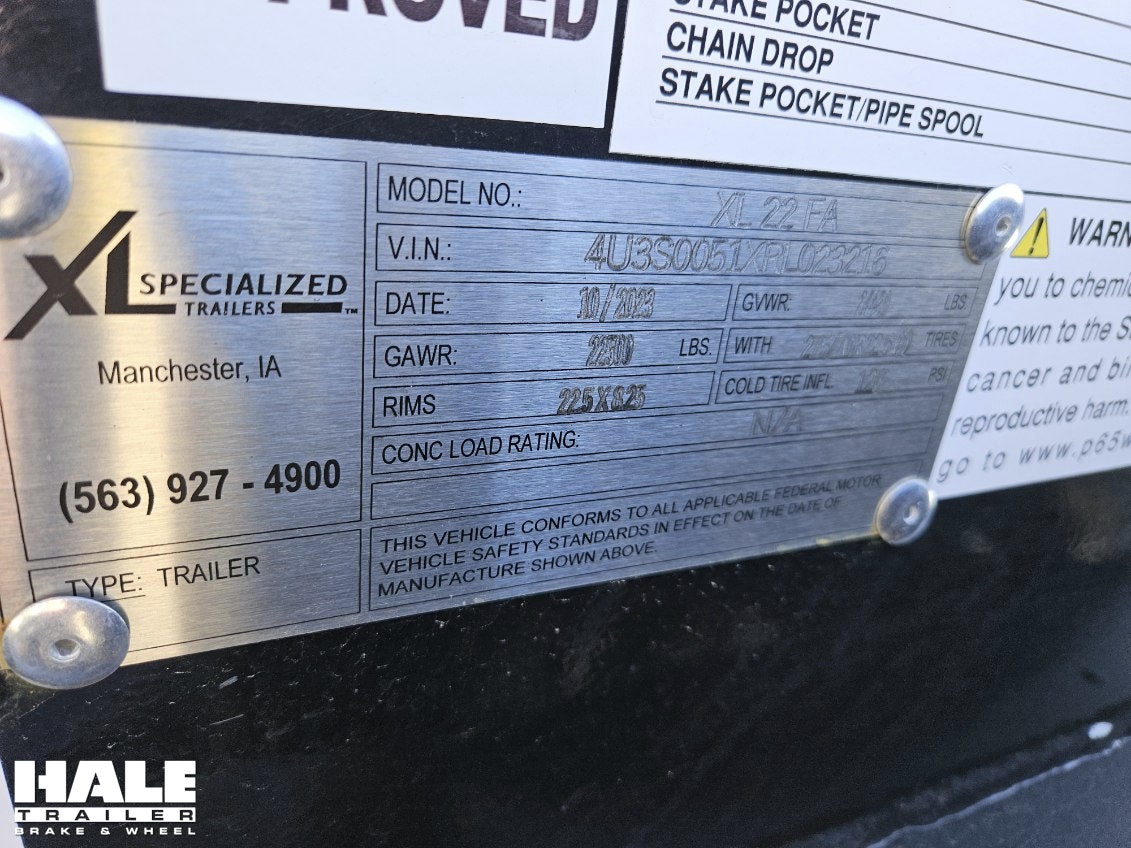 PROVED
STAKE POCKET
CHAIN DROP
STAKE POCKET/PIPE SPOOL
XL SPECIALIZED
TRAILERS ™
Manchester, IA
(563) 927 - 4900
TYPE: TRAILER
MODEL NO.: XL 22 FA
V.I.N.: 4U3S0051XRL023216
DATE: 10/2023
GVWR: LBS
GAWR: 22500 LBS.
WITH TIRES
RIMS 22.5 X 8.25
COLD TIRE INFL. PSI
CONC LOAD RATING: N/A
THIS VEHICLE CONFORMS TO ALL APPLICABLE FEDERAL MOTOR
VEHICLE SAFETY STANDARDS IN EFFECT ON THE DATE OF
MANUFACTURE SHOWN ABOVE.
WARN
you to chemic
known to the S
cancer and bi
reproductive harm.
go to www.p65w
HALE
TRAILER
BRAKE & WHEEL